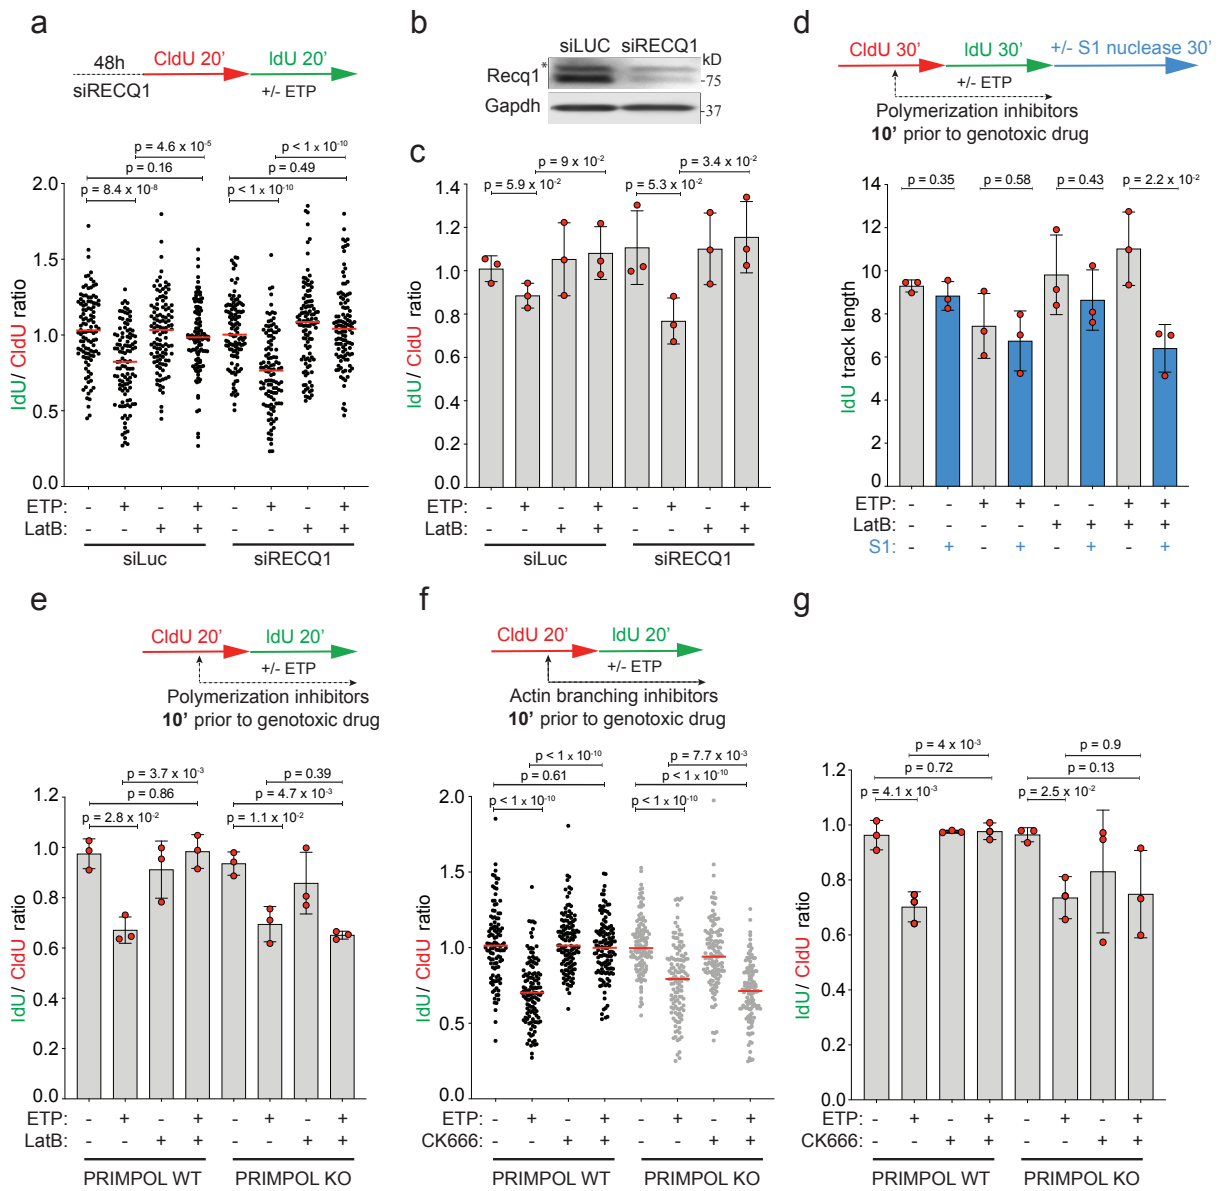 a
48h
CldU 20’
IdU 20’
siRECQ1
+/- ETP
p = 4.6 x 10-5
p < 1 x 10-10
p = 0.16
p = 0.49
p = 8.4 x 10-8
p < 1 x 10-10
2.0
1.5
1.0
0.5
0.0
IdU/ CldU ratio
ETP: - + - + - + - +
LatB: - - + + - - + +
siLuc
siRECQ1
b
siLUC siRECQ1
kD
Recq1
*
-75
Gapdh
-37
c
p = 9 x 10-2
p = 3.4 x 10-2
p = 5.9 x 10-2
p = 5.3 x 10-2
1.4
1.2
1.0
0.8
0.6
0.4
0.2
0.0
IdU/ CldU ratio
ETP: - + - + - + - +
LatB: - - + + - - + +
siLuc
siRECQ1
d
CldU 30’
IdU 30’
+/- S1 nuclease 30’
+/- ETP
Polymerization inhibitors
10’ prior to genotoxic drug
p = 0.35
p = 0.58
p = 0.43
p = 2.2 x 10-2
14
12
10
8
6
4
2
0
IdU track length
ETP: - - + + - - + +
LatB: - - - - + + + +
S1: - + - + - + - +
e
CldU 20’
IdU 20’
+/- ETP
Polymerization inhibitors
10’ prior to genotoxic drug
p = 3.7 x 10-3
p = 0.39
p = 0.86
p = 4.7 x 10-3
p = 2.8 x 10-2
p = 1.1 x 10-2
1.2
1.0
0.8
0.6
0.4
0.2
0.0
IdU/ CldU ratio
ETP: - + - + - + - +
LatB: - - + + - - + +
PRIMPOL WT
PRIMPOL KO
f
CldU 20’
IdU 20’
+/- ETP
Actin branching inhibitors
10’ prior to genotoxic drug
p < 1 x 10-10
p = 7.7 x 10-3
p = 0.61
p < 1 x 10-10
p < 1 x 10-10
p < 1 x 10-10
2.0
1.5
1.0
0.5
0.0
IdU/ CldU ratio
ETP: - + - + - + - +
CK666: - - + + - - + +
PRIMPOL WT
PRIMPOL KO
g
p = 4 x 10-3
p = 0.9
p = 0.72
p = 0.13
p = 4.1 x 10-3
p = 2.5 x 10-2
1.2
1.0
0.8
0.6
0.4
0.2
0.0
IdU/ CldU ratio
ETP: - + - + - + - +
CK666: - - + + - - + +
PRIMPOL WT
PRIMPOL KO